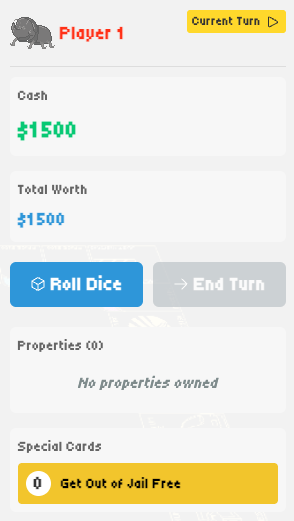 Player 1
Current Turn
Cash
$1500
Total Worth
$1500
Roll Dice
End Turn
Properties (0)
No properties owned
Special Cards
0 Get Out of Jail Free